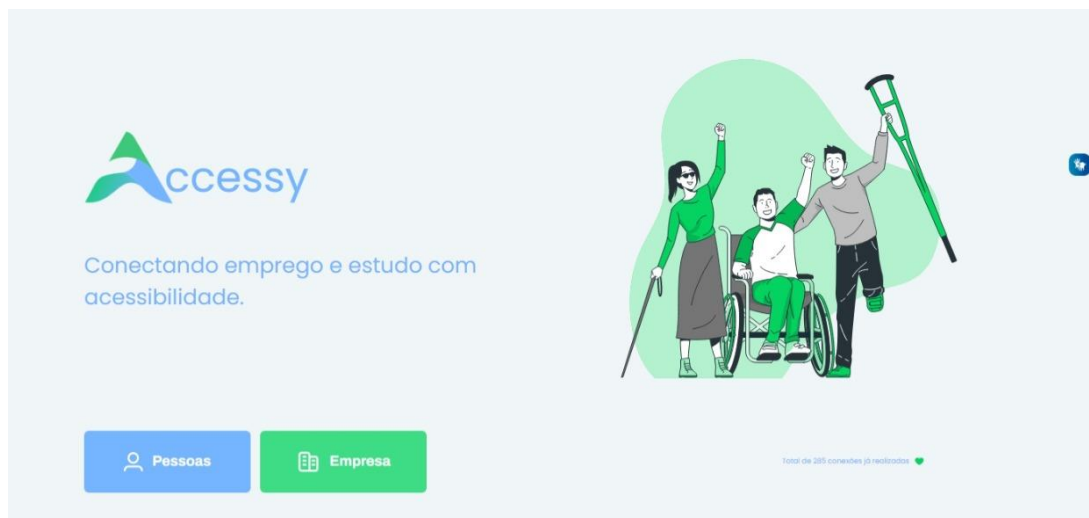 Accessy
Conectando emprego e estudo com
acessibilidade.
Pessoas
Empresa
Total de 285 conexões já realizadas